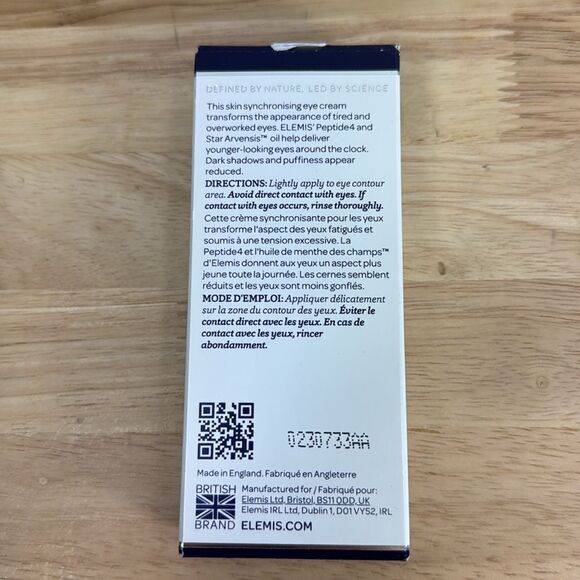 DEFINED BY NATURE, LED BY SCIENCE
This skin synchronising eye cream
transforms the appearance of tired and
overworked eyes. ELEMIS' Peptide4 and
Star Arvensis™ oil help deliver
younger-looking eyes around the clock.
Dark shadows and puffiness appear
reduced.
DIRECTIONS: Lightly apply to eye contour
area. Avoid direct contact with eyes. If
contact with eyes occurs, rinse thoroughly.
Cette crème synchronisante pour les yeux
transforme l'aspect des yeux fatigués et
soumis à une tension excessive. La
Peptide4 et l'huile de menthe des champs™
d'Elemis donnent aux yeux un aspect plus
jeune toute la journée. Les cernes semblent
réduits et les yeux sont moins gonflés.
MODE D'EMPLOI: Appliquer délicatement
sur la zone du contour des yeux. Éviter le
contact direct avec les yeux. En cas de
contact avec les yeux, rincer
abondamment.
0230733AA
Made in England. Fabriqué en Angleterre
BRITISH
BRAND
Manufactured for / Fabriqué pour:
Elemis Ltd, Bristol, BS11 0DD, UK
Elemis IRL Ltd, Dublin 1, D01 VY52, IRL
ELEMIS.COM